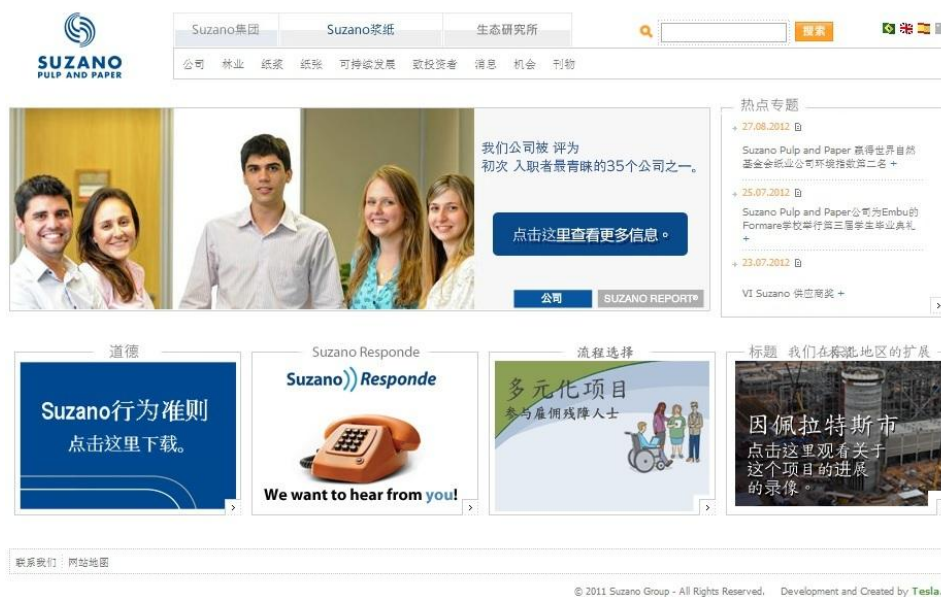 Suzano集团
Suzano浆纸
生态研究所
搜索
SUZANO
PULP AND PAPER
公司 林业 纸浆 纸张 可持续发展 致投资者 消息 机会 刊物
我们公司被 评为
初次 入职者最青睐的35个公司之一。
点击这里查看更多信息。
公司
SUZANO REPORT®
热点专题
27.08.2012
Suzano Pulp and Paper 赢得世界自然
基金会纸业公司环境指数第二名 +
25.07.2012
Suzano Pulp and Paper公司为Embu的
Formare学校举行第三届学生毕业典礼
+
23.07.2012
VI Suzano 供应商奖 +
道德
Suzano行为准则
点击这里下载。
Suzano Responde
Suzano)) Responde
We want to hear from you!
流程选择
多元化项目
参与雇佣残障人士
标题 我们在东北地区的扩展
因佩拉特斯市
点击这里观看关于
这个项目的进展
的录像。
联系我们 网站地图
© 2011 Suzano Group - All Rights Reserved. Development and Created by Tesla.